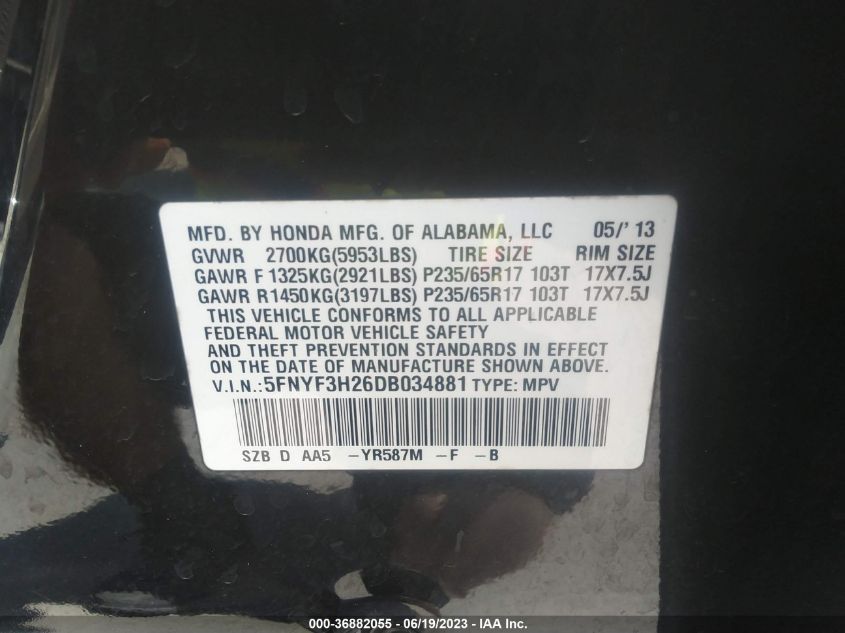 MFD. BY HONDA MFG. OF ALABAMA, LLC 05/' 13
GVWR 2700KG(5953LBS) TIRE SIZE RIM SIZE
GAWR F 1325KG(2921LBS) P235/65R17 103T 17X7.5J
GAWR R1450KG(3197LBS) P235/65R17 103T 17X7.5J
THIS VEHICLE CONFORMS TO ALL APPLICABLE
FEDERAL MOTOR VEHICLE SAFETY
AND THEFT PREVENTION STANDARDS IN EFFECT
ON THE DATE OF MANUFACTURE SHOWN ABOVE.
V.I.N.:5FNYF3H26DB034881 TYPE: MPV
SZB D AA5 -YR587M -F -B
000-36882055 - 06/19/2023 - IAA Inc.